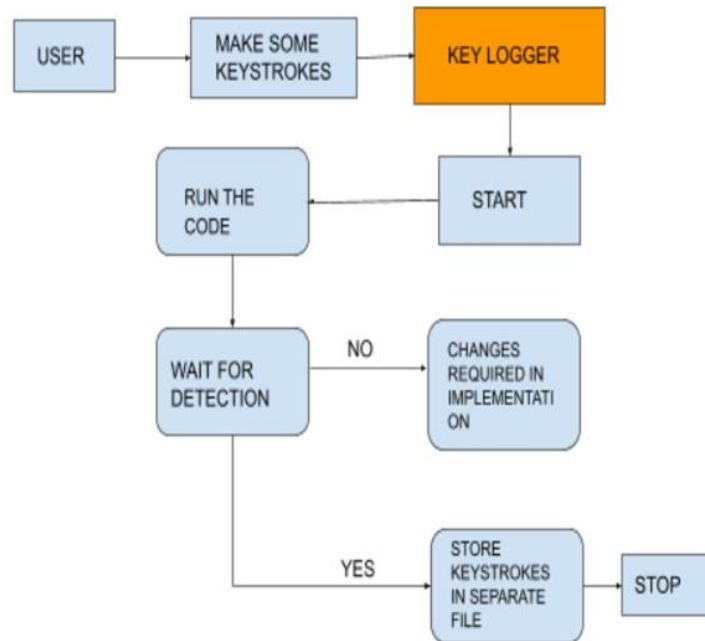 USER
MAKE SOME
KEYSTROKES
KEY LOGGER
RUN THE
CODE
START
WAIT FOR
DETECTION
NO
CHANGES
REQUIRED IN
IMPLEMENTATI
ON
YES
STORE
KEYSTROKES
IN SEPARATE
FILE
STOP